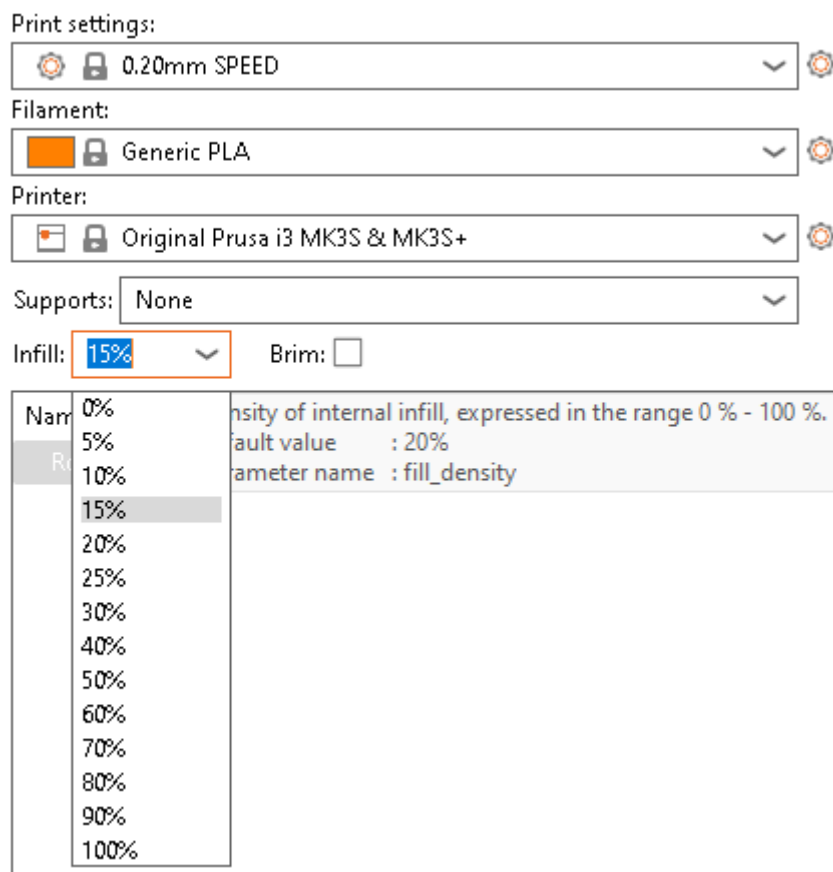 Print settings:
0.20mm SPEED
Filament:
Generic PLA
Printer:
Original Prusa i3 MK3S & MK3S+
Supports: None
Infill: 15% Brim:
Nam 0% nsity of internal infill, expressed in the range 0 % - 100 %.
5% fault value : 20%
Ro
10% rameter name : fill_density
15%
20%
25%
30%
40%
50%
60%
70%
80%
90%
100%